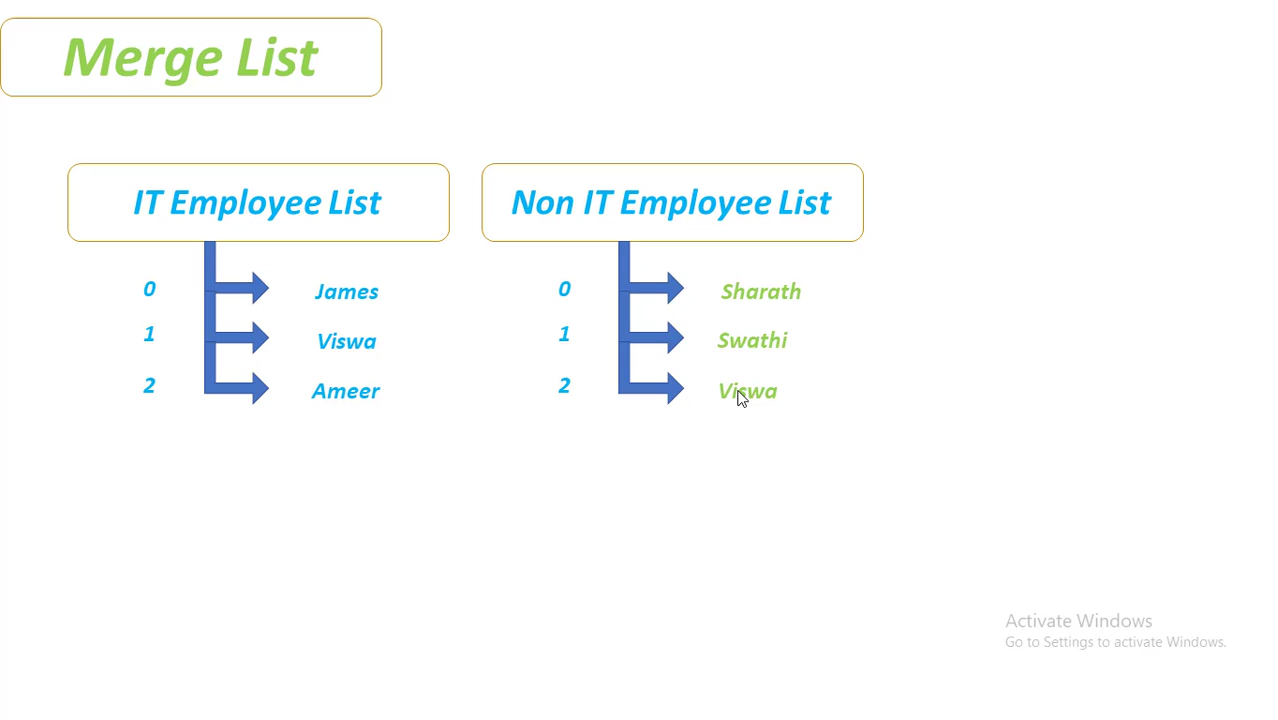 Merge List
IT Employee List
0 James
1 Viswa
2 Ameer
Non IT Employee List
0 Sharath
1 Swathi
2 Viswa
Activate Windows
Go to Settings to activate Windows.